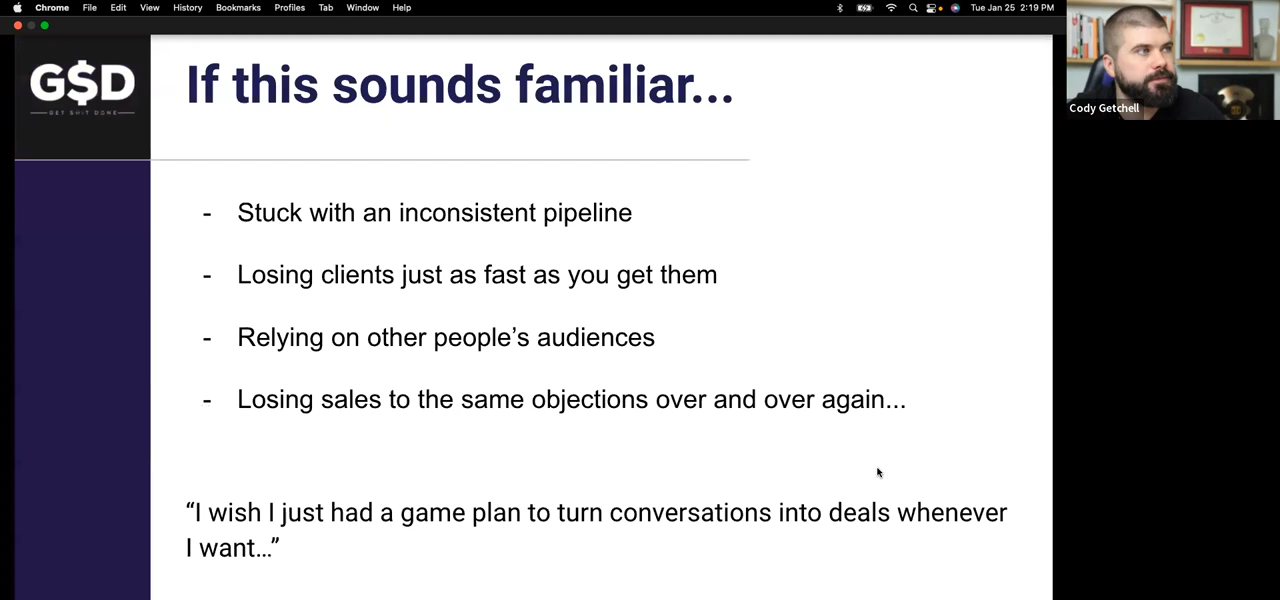 Chrome File Edit View History Bookmarks Profiles Tab Window Help Tue Jan 25 2:19 PM
G$D
GET SHIT DONE
If this sounds familiar...
- Stuck with an inconsistent pipeline
- Losing clients just as fast as you get them
- Relying on other people’s audiences
- Losing sales to the same objections over and over again...
“I wish I just had a game plan to turn conversations into deals whenever
I want...”
Cody Getchell